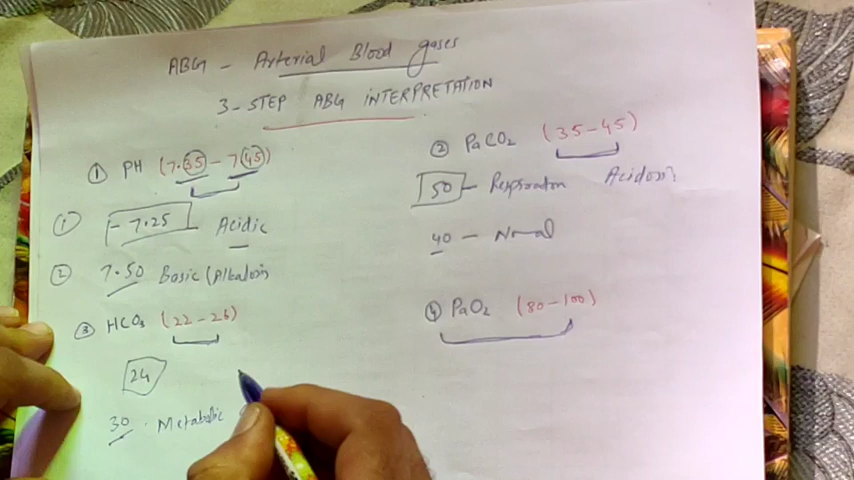 ABG - Arterial Blood gases
3-STEP ABG INTERPRETATION
① PH (7.35 - 7.45)
② PaCO₂ (35-45)
① - 7.25 Acidic
50 - Acidosis
40 - Normal
② 7.50 Basic (Alkalosis
③ HCO₃ (22-26)
④ PaO₂ (80-100)
24
30 . Metabolic